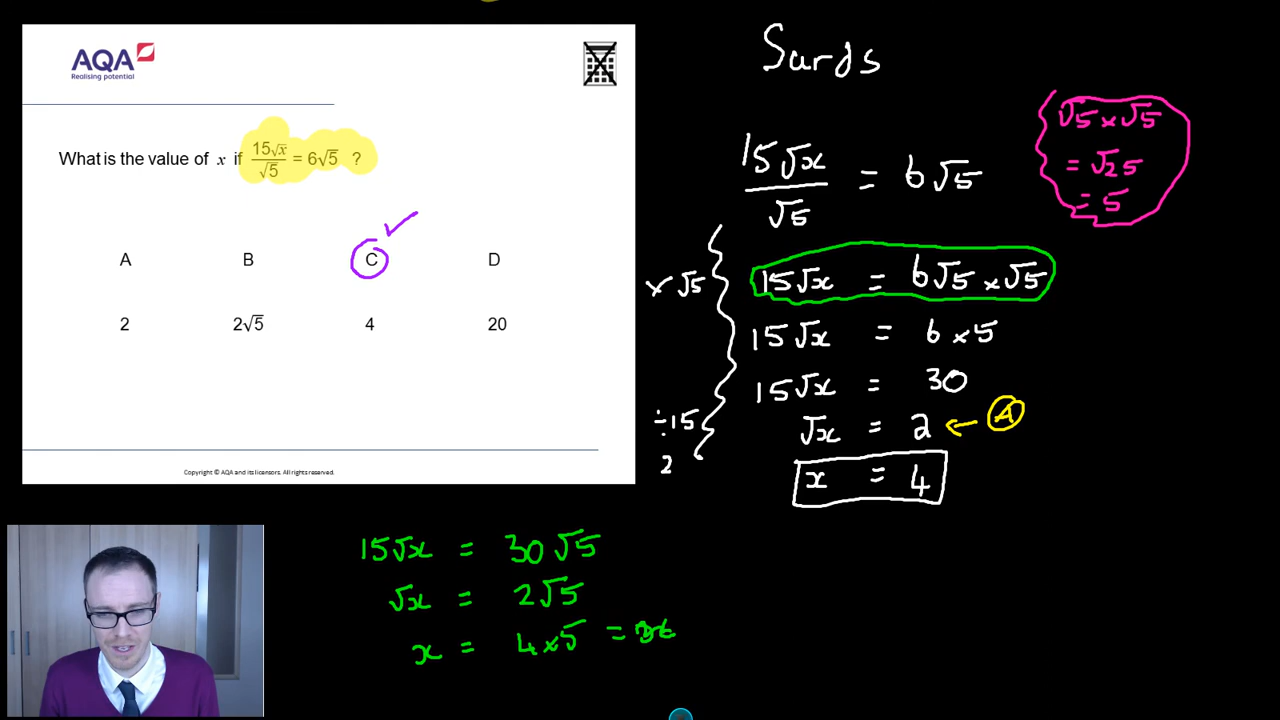 AQA
Realising potential
What is the value of x if 15√x/√5 = 6√5 ?
A B C D
2 2√5 4 20
Copyright © AQA and its licensors. All rights reserved.
Surds
15√x/√5 = 6√5
15√x = 6√5 × √5
15√x = 6 × 5
15√x = 30
√x = 2 ← A
x = 4
× √5
÷15
2
√5 × √5
= √25
= 5
15√x = 30√5
√x = 2√5
x = 4×5 =